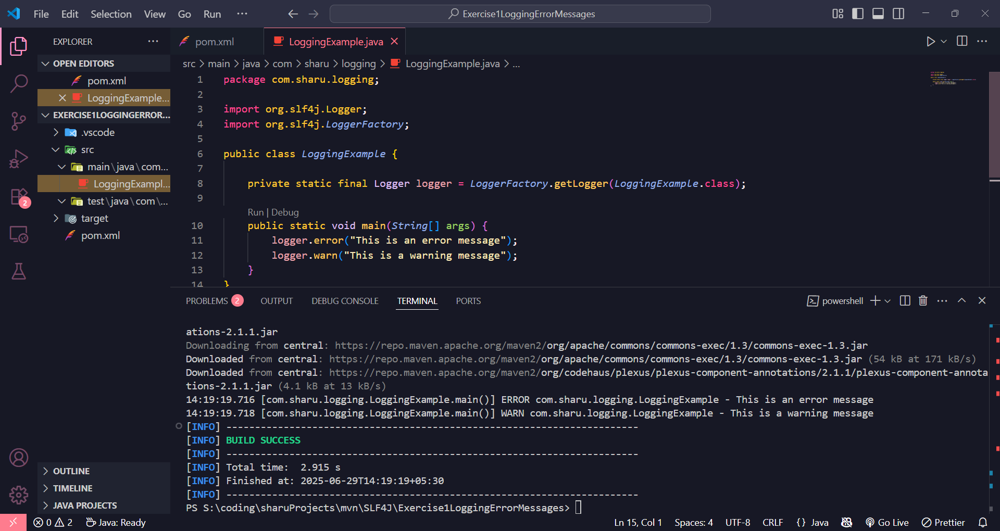 File Edit Selection View Go Run ···
Exercise1LoggingErrorMessages
EXPLORER ···
OPEN EDITORS
pom.xml
LoggingExample...
EXERCISE1LOGGINGERROR...
.vscode
src
main\java\com...
LoggingExampl...
test\java\com\...
target
pom.xml
OUTLINE
TIMELINE
JAVA PROJECTS
2
pom.xml LoggingExample.java
src > main > java > com > sharu > logging > LoggingExample.java > ...
1 package com.sharu.logging;
2
3 import org.slf4j.Logger;
4 import org.slf4j.LoggerFactory;
5
6 public class LoggingExample {
7
8 private static final Logger logger = LoggerFactory.getLogger(LoggingExample.class);
9
Run | Debug
10 public static void main(String[] args) {
11 logger.error("This is an error message");
12 logger.warn("This is a warning message");
13 }
14 }
PROBLEMS 2 OUTPUT DEBUG CONSOLE TERMINAL PORTS
powershell
ations-2.1.1.jar
Downloading from central: https://repo.maven.apache.org/maven2/org/apache/commons/commons-exec/1.3/commons-exec-1.3.jar
Downloaded from central: https://repo.maven.apache.org/maven2/org/apache/commons/commons-exec/1.3/commons-exec-1.3.jar (54 kB at 171 kB/s)
Downloaded from central: https://repo.maven.apache.org/maven2/org/codehaus/plexus/plexus-component-annotations/2.1.1/plexus-component-annota
tions-2.1.1.jar (4.1 kB at 13 kB/s)
14:19:19.716 [com.sharu.logging.LoggingExample.main()] ERROR com.sharu.logging.LoggingExample - This is an error message
14:19:19.718 [com.sharu.logging.LoggingExample.main()] WARN com.sharu.logging.LoggingExample - This is a warning message
[INFO] ------------------------------------------------------------------------
[INFO] BUILD SUCCESS
[INFO] ------------------------------------------------------------------------
[INFO] Total time:  2.915 s
[INFO] Finished at: 2025-06-29T14:19:19+05:30
[INFO] ------------------------------------------------------------------------
PS S:\coding\sharuProjects\mvn\SLF4J\Exercise1LoggingErrorMessages>
0 2 Java: Ready
Ln 15, Col 1 Spaces: 4 UTF-8 CRLF {} Java Go Live Prettier